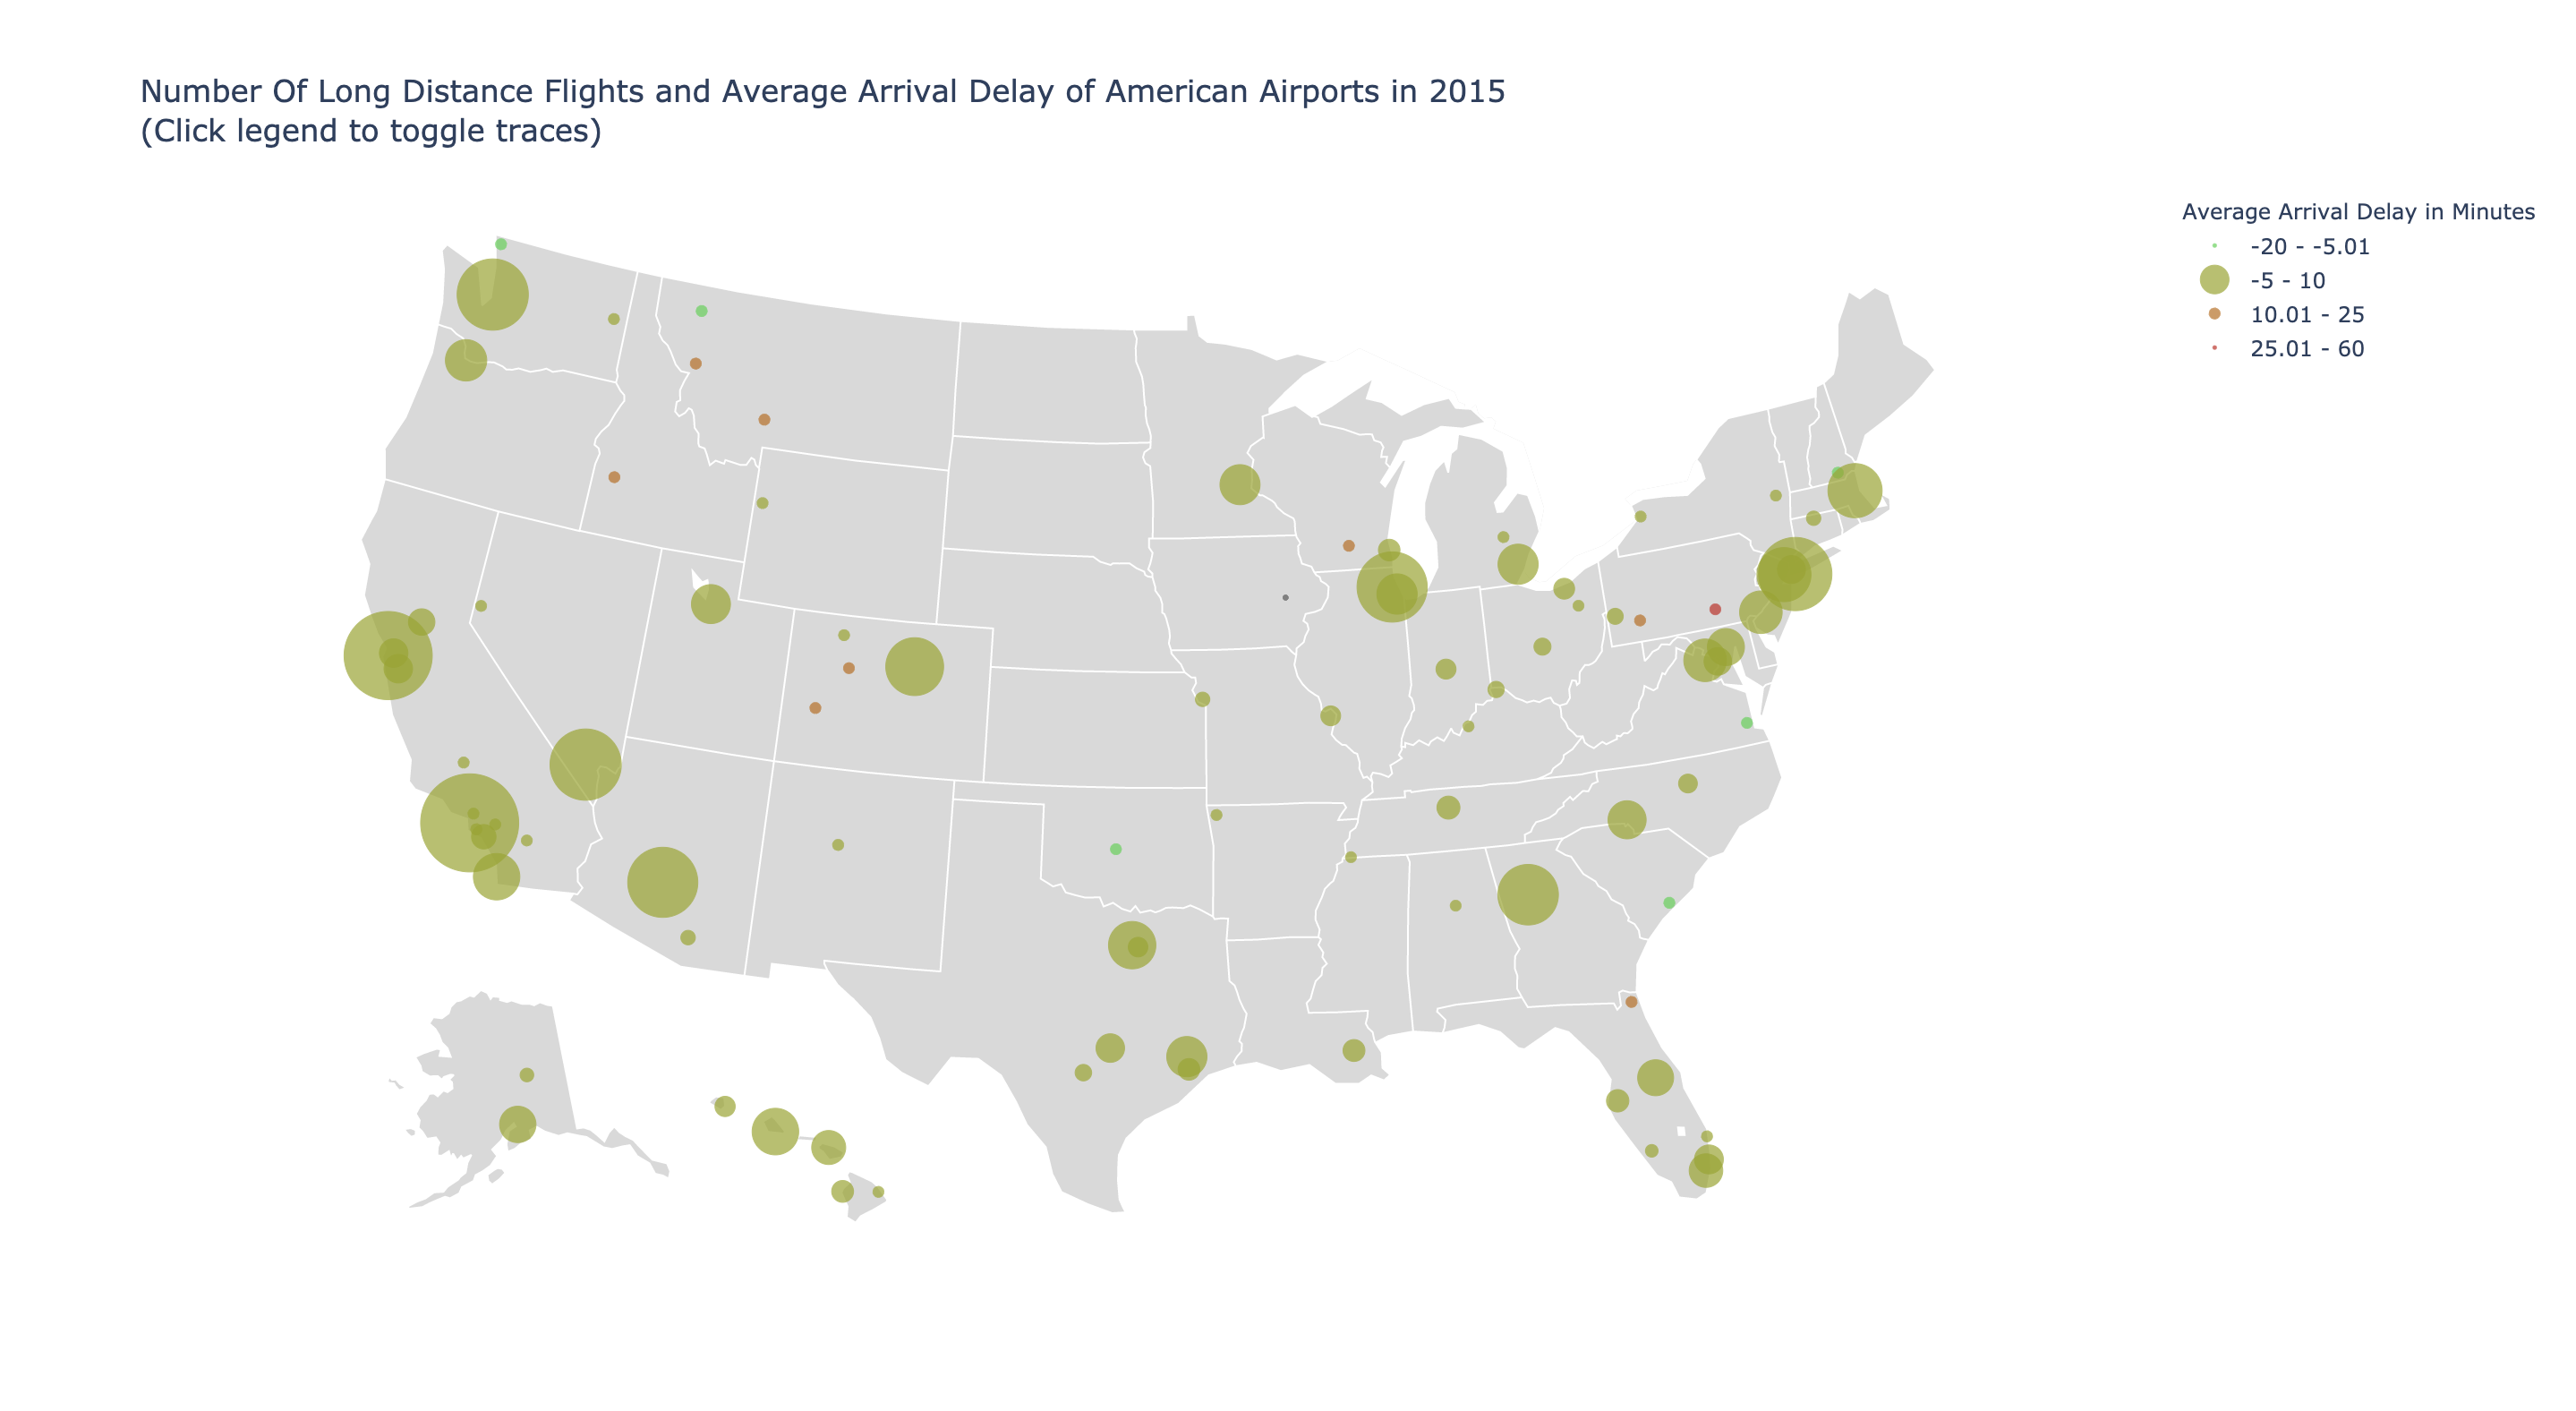 Number Of Long Distance Flights and Average Arrival Delay of American Airports in 2015
(Click legend to toggle traces)
Average Arrival Delay in Minutes
-20 - -5.01
-5 - 10
10.01 - 25
25.01 - 60